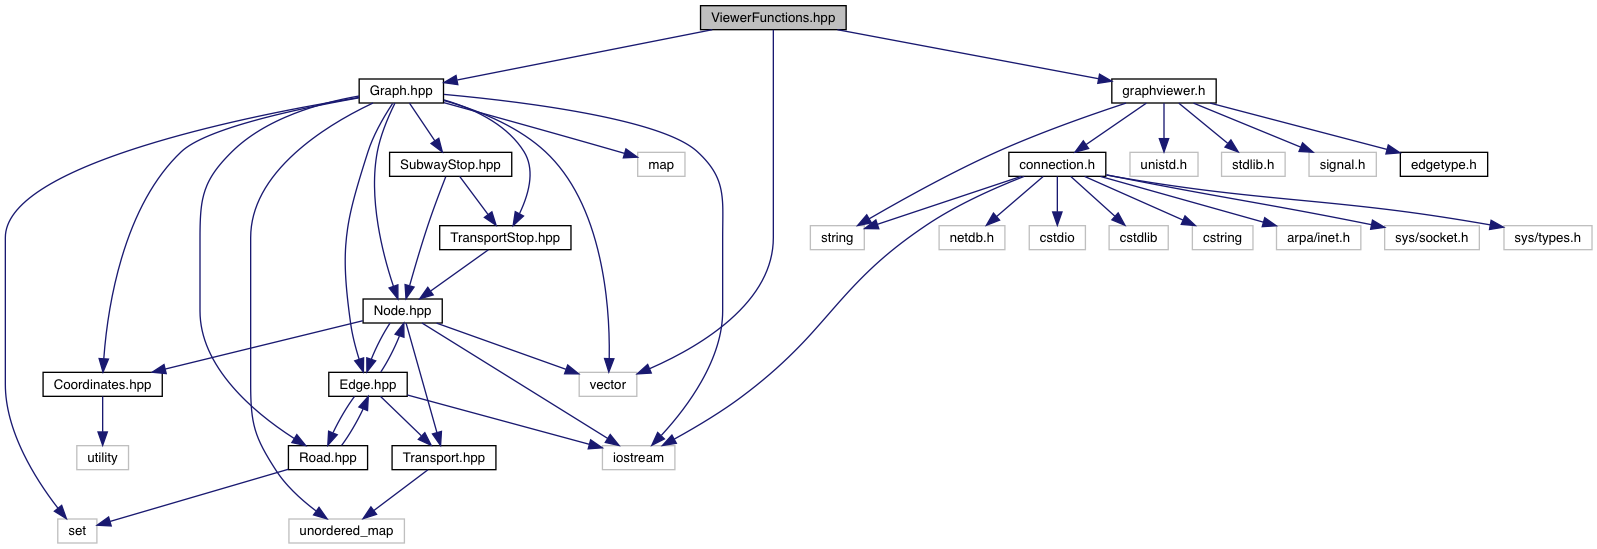 ViewerFunctions.hpp
Graph.hpp
graphviewer.h
SubwayStop.hpp
map
connection.h
unistd.h
stdlib.h
signal.h
edgetype.h
TransportStop.hpp
string
netdb.h
cstdio
cstdlib
cstring
arpa/inet.h
sys/socket.h
sys/types.h
Node.hpp
Coordinates.hpp
Edge.hpp
vector
utility
Road.hpp
Transport.hpp
iostream
set
unordered_map